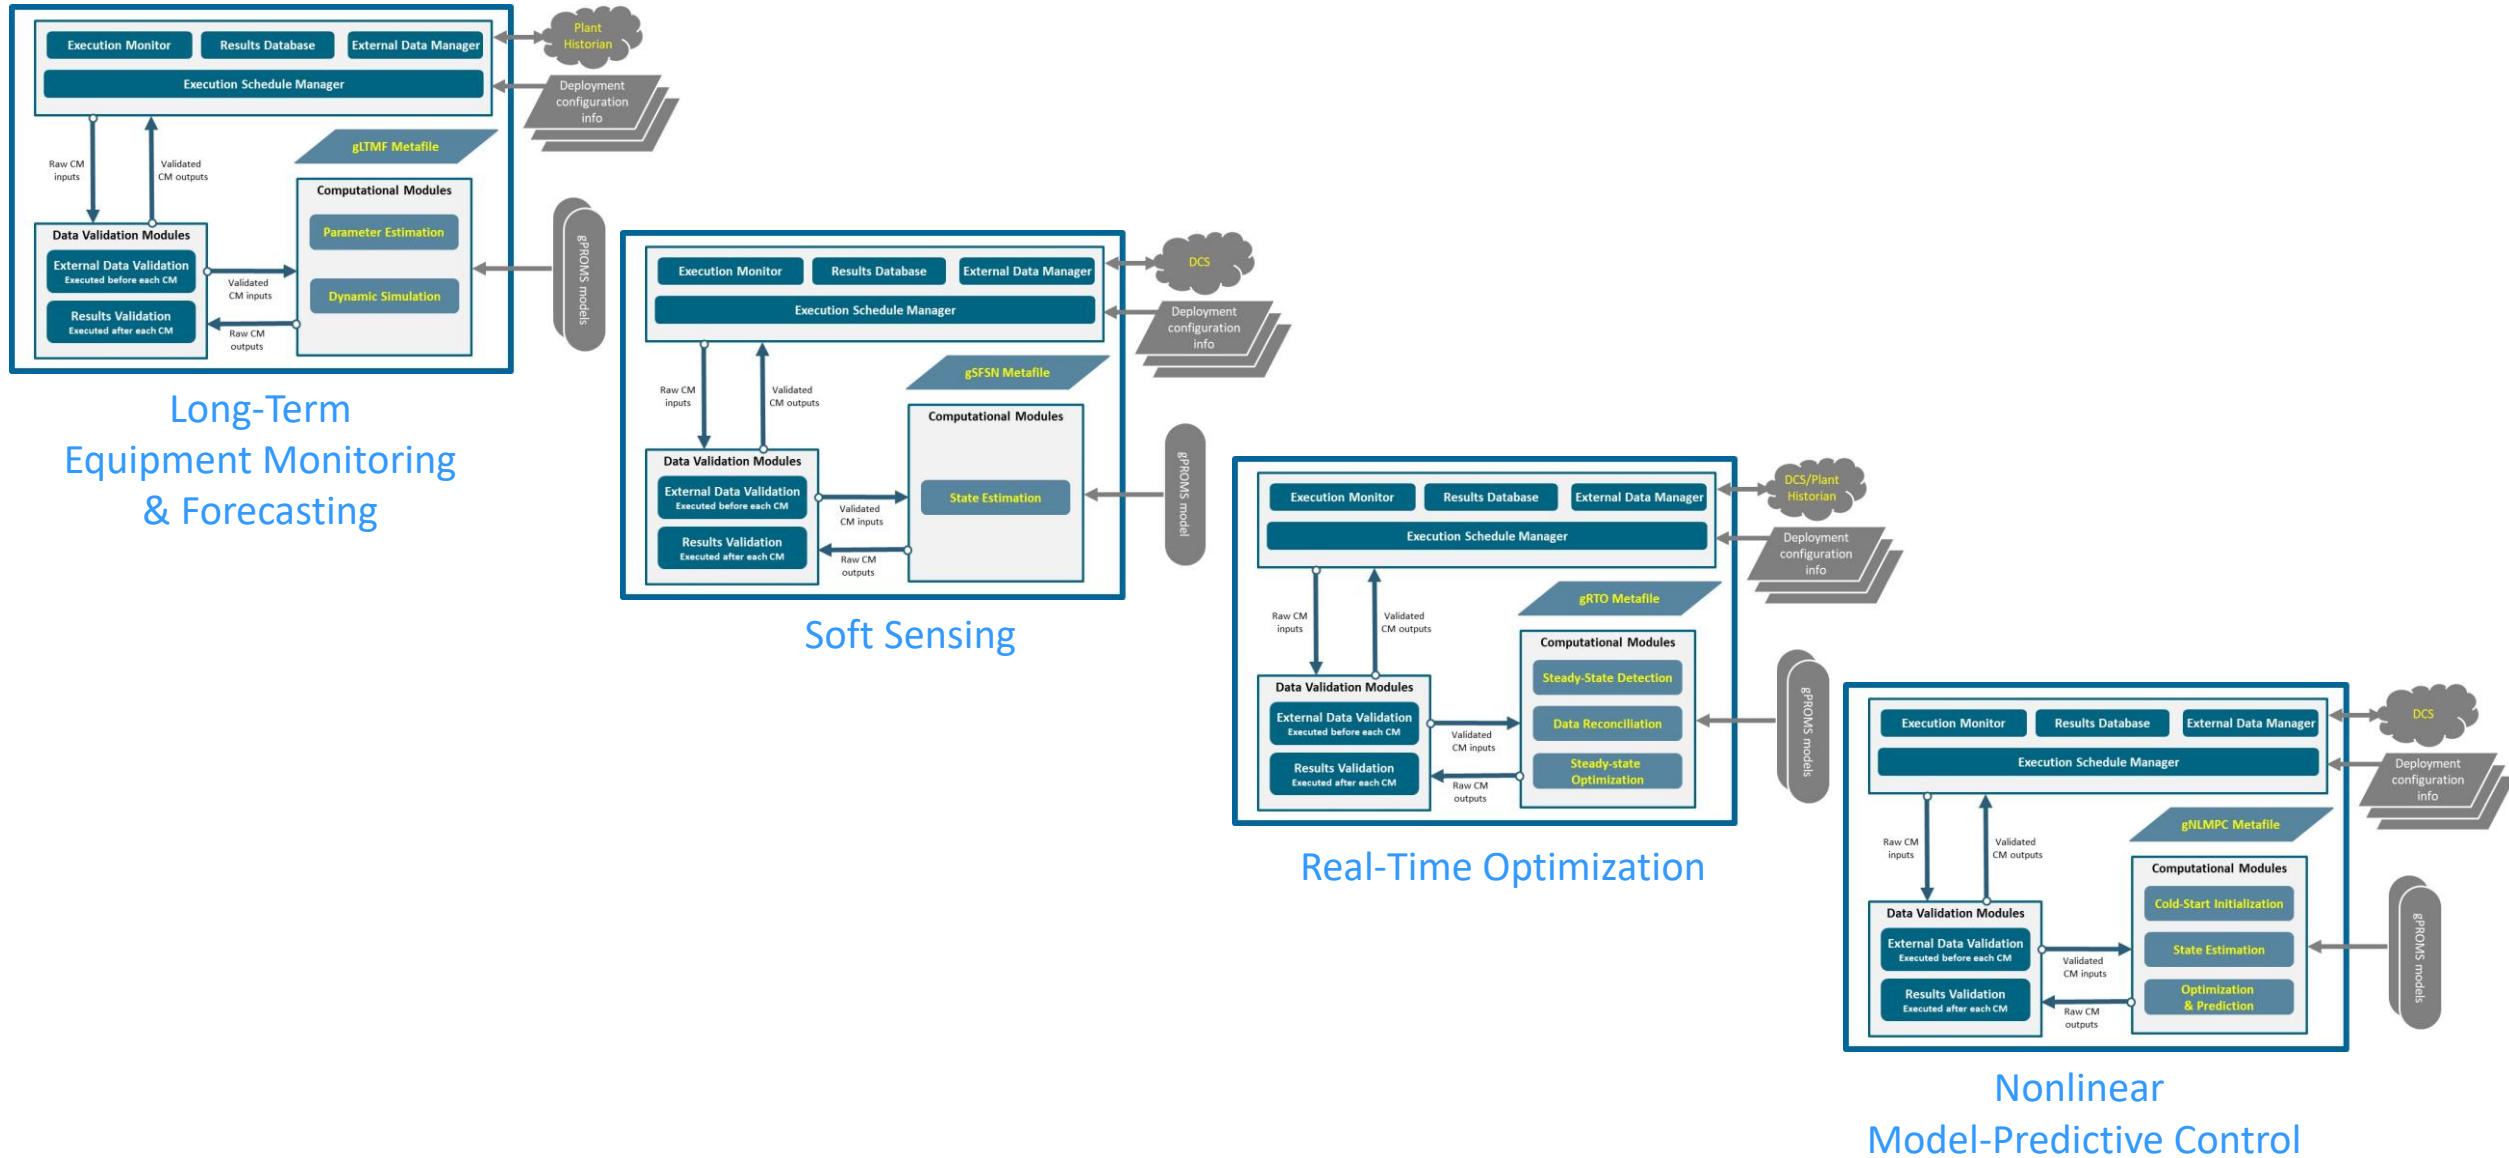 Execution Monitor
Results Database
External Data Manager
Execution Schedule Manager
Plant
Historian
Deployment
configuration
info
Raw CM
inputs
Validated
CM outputs
gLTMF Metafile
Computational Modules
Parameter Estimation
Dynamic Simulation
Data Validation Modules
External Data Validation
Executed before each CM
Results Validation
Executed after each CM
Validated
CM inputs
Raw CM
outputs
gPROMS models
Long-Term
Equipment Monitoring
& Forecasting
Execution Monitor
Results Database
External Data Manager
Execution Schedule Manager
DCS
Deployment
configuration
info
Raw CM
inputs
Validated
CM outputs
gSFSN Metafile
Computational Modules
State Estimation
Data Validation Modules
External Data Validation
Executed before each CM
Results Validation
Executed after each CM
Validated
CM inputs
Raw CM
outputs
gPROMS model
Soft Sensing
Execution Monitor
Results Database
External Data Manager
Execution Schedule Manager
DCS/Plant
Historian
Deployment
configuration
info
Raw CM
inputs
Validated
CM outputs
gRTO Metafile
Computational Modules
Steady-State Detection
Data Reconciliation
Steady-state
Optimization
Data Validation Modules
External Data Validation
Executed before each CM
Results Validation
Executed after each CM
Validated
CM inputs
Raw CM
outputs
gPROMS models
Real-Time Optimization
Execution Monitor
Results Database
External Data Manager
Execution Schedule Manager
DCS
Deployment
configuration
info
Raw CM
inputs
Validated
CM outputs
gNLMPC Metafile
Computational Modules
Cold-Start Initialization
State Estimation
Optimization
& Prediction
Data Validation Modules
External Data Validation
Executed before each CM
Results Validation
Executed after each CM
Validated
CM inputs
Raw CM
outputs
gPROMS models
Nonlinear
Model-Predictive Control